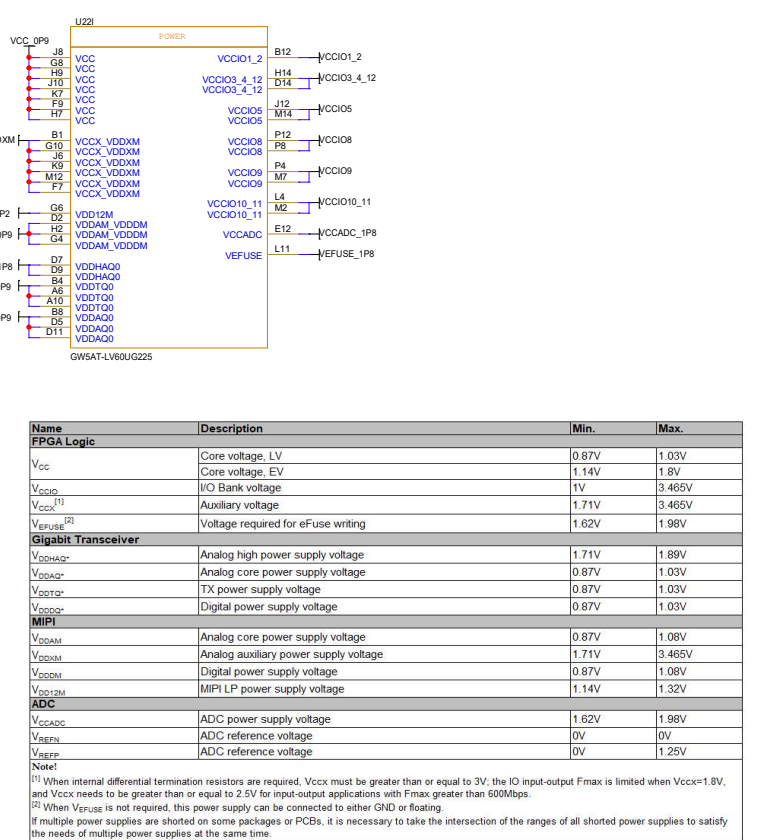 U22I
POWER
VCC_0P9
J8 VCC
G8 VCC
H9 VCC
J10 VCC
K7 VCC
F9 VCC
H7 VCC
B1 VCCX_VDDXM
G10 VCCX_VDDXM
J6 VCCX_VDDXM
K9 VCCX_VDDXM
M12 VCCX_VDDXM
F7 VCCX_VDDXM
G6 VDD12M
D2 VDDAM_VDDDM
H2 VDDAM_VDDDM
G4 VDDAM_VDDDM
D7 VDDHAQ0
D9 VDDHAQ0
B4 VDDTQ0
A6 VDDTQ0
A10 VDDTQ0
B8 VDDAQ0
D5 VDDAQ0
D11 VDDAQ0
XM
P2
P9
P8
P9
P9
VCCIO1_2 B12 VCCIO1_2
VCCIO3_4_12 H14 VCCIO3_4_12
VCCIO3_4_12 D14
VCCIO5 J12 VCCIO5
VCCIO5 M14
VCCIO8 P12 VCCIO8
VCCIO8 P8
VCCIO9 P4 VCCIO9
VCCIO9 M7
VCCIO10_11 L4 VCCIO10_11
VCCIO10_11 M2
VCCADC E12 VCCADC_1P8
VEFUSE L11 VEFUSE_1P8
GW5AT-LV60UG225
Name Description Min. Max.
FPGA Logic
VCC Core voltage, LV 0.87V 1.03V
Core voltage, EV 1.14V 1.8V
VCCIO I/O Bank voltage 1V 3.465V
VCCX[1] Auxiliary voltage 1.71V 3.465V
VEFUSE[2] Voltage required for eFuse writing 1.62V 1.98V
Gigabit Transceiver
VDDHAQ* Analog high power supply voltage 1.71V 1.89V
VDDAQ* Analog core power supply voltage 0.87V 1.03V
VDDTQ* TX power supply voltage 0.87V 1.03V
VDDDQ* Digital power supply voltage 0.87V 1.03V
MIPI
VDDAM Analog core power supply voltage 0.87V 1.08V
VDDXM Analog auxiliary power supply voltage 1.71V 3.465V
VDDDM Digital power supply voltage 0.87V 1.08V
VDD12M MIPI LP power supply voltage 1.14V 1.32V
ADC
VCCADC ADC power supply voltage 1.62V 1.98V
VREFN ADC reference voltage 0V 0V
VREFP ADC reference voltage 0V 1.25V
Note!
[1] When internal differential termination resistors are required, Vccx must be greater than or equal to 3V; the IO input-output Fmax is limited when Vccx=1.8V,
and Vccx needs to be greater than or equal to 2.5V for input-output applications with Fmax greater than 600Mbps.
[2] When VEFUSE is not required, this power supply can be connected to either GND or floating.
If multiple power supplies are shorted on some packages or PCBs, it is necessary to take the intersection of the ranges of all shorted power supplies to satisfy
the needs of multiple power supplies at the same time.